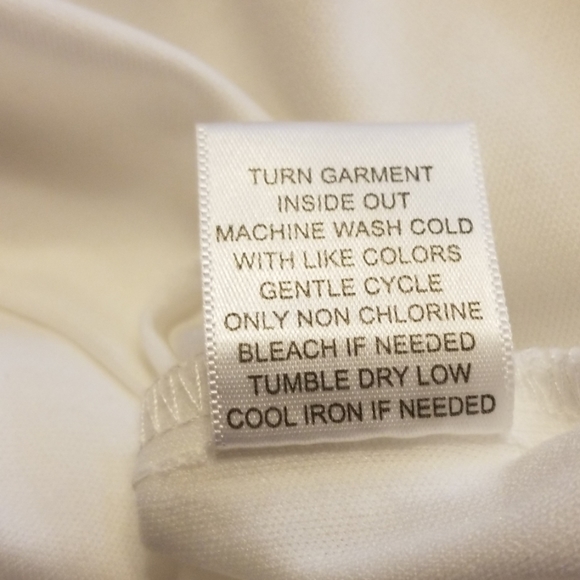 TURN GARMENT
INSIDE OUT
MACHINE WASH COLD
WITH LIKE COLORS
GENTLE CYCLE
ONLY NON CHLORINE
BLEACH IF NEEDED
TUMBLE DRY LOW
COOL IRON IF NEEDED